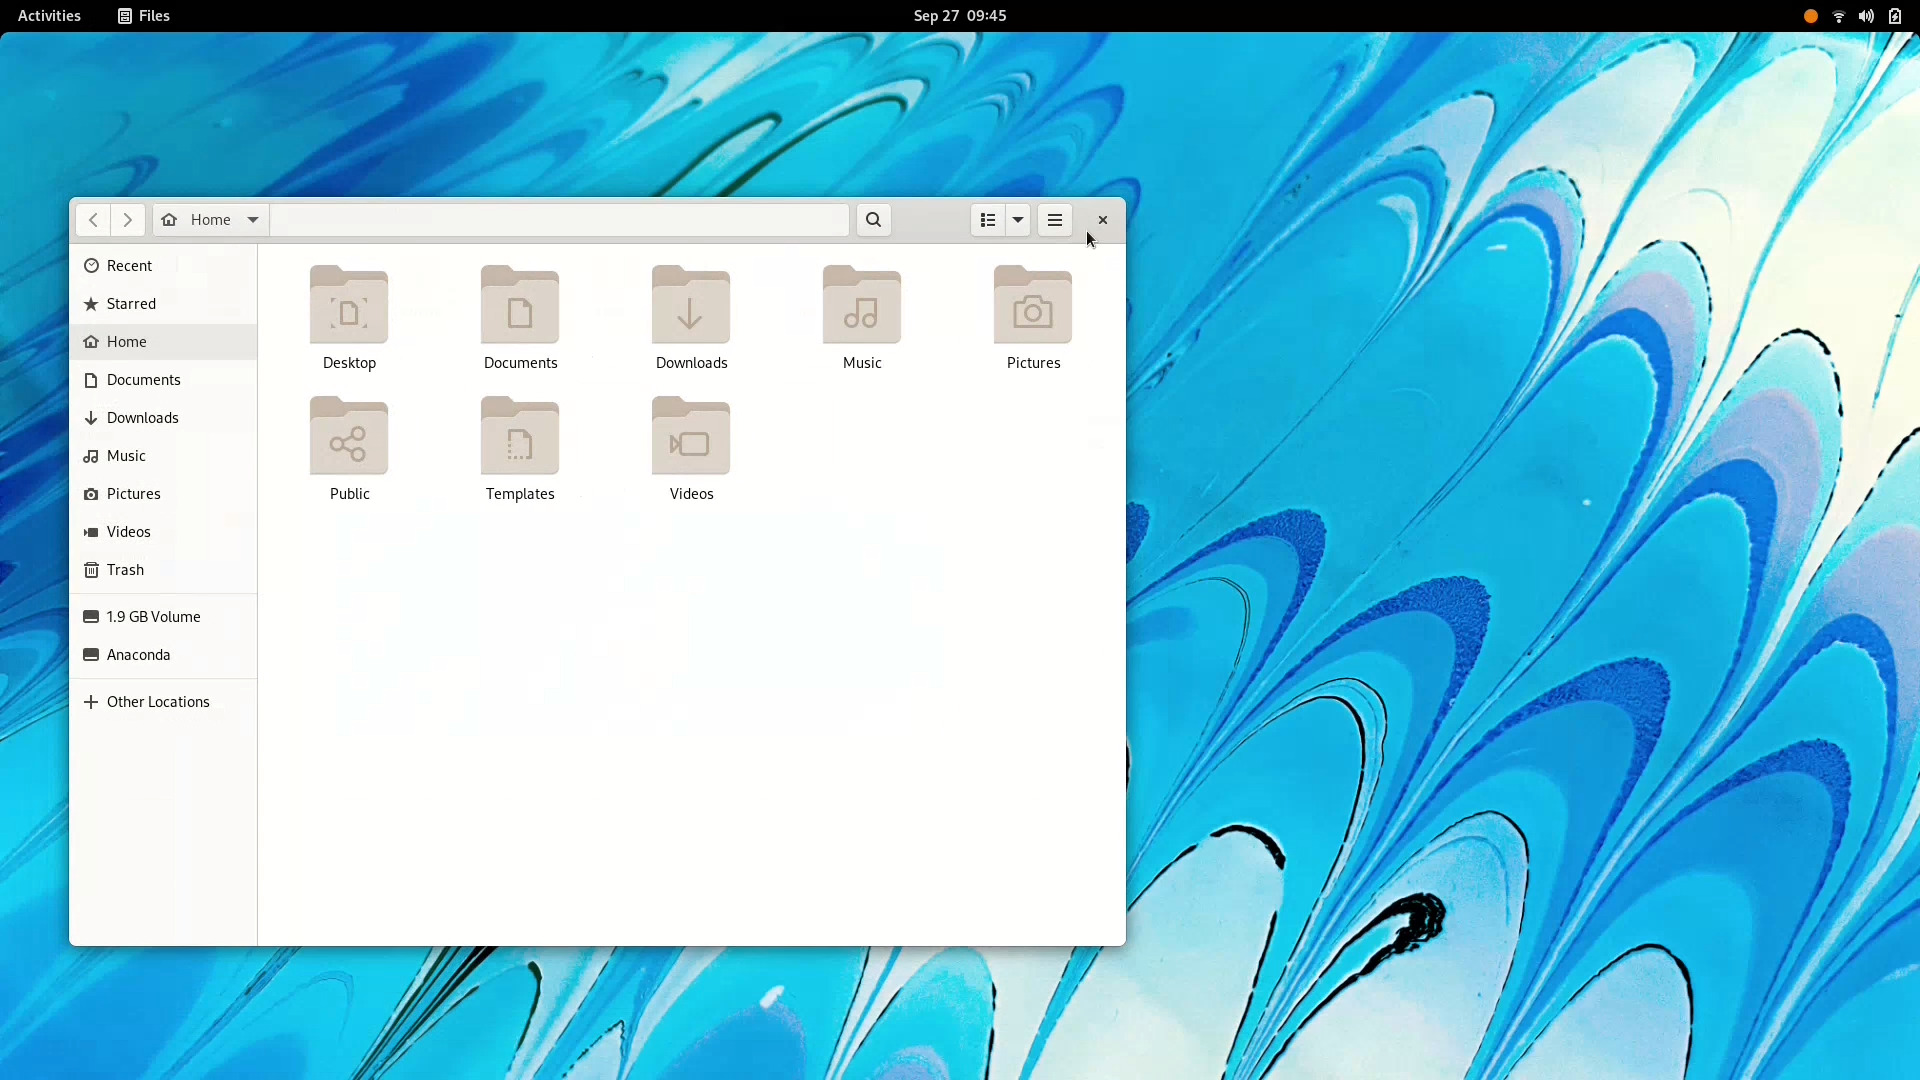 Activities Files Sep 27 09:45
Home
Recent
Starred
Home
Documents
Downloads
Music
Pictures
Videos
Trash
1.9 GB Volume
Anaconda
Other Locations
Desktop Documents Downloads Music Pictures
Public Templates Videos